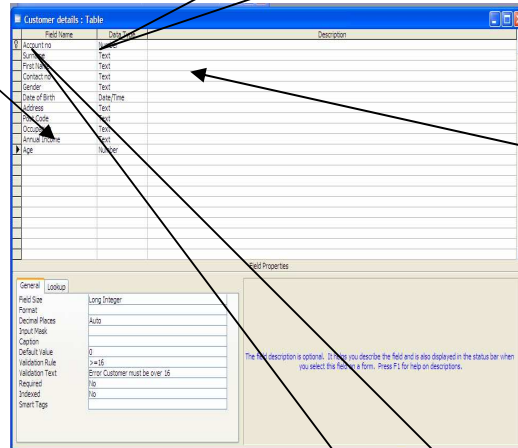 Customer details : Table
Field Name Data Type Description
Account no Number
Surname Text
First Name Text
Contact no Text
Gender Text
Date of Birth Date/Time
Address Text
Post Code Text
Text
Annual Income Text
Age Number
Field Properties
General Lookup
Field Size Long Integer
Format
Decimal Places Auto
Input Mask
Caption
Default Value 0
Validation Rule >=16
Validation Text Error Customer must be over 16
Required No
Indexed No
Smart Tags
The field description is optional. It helps you describe the field and is also displayed in the status bar when
you select this field on a form. Press F1 for help on descriptions.